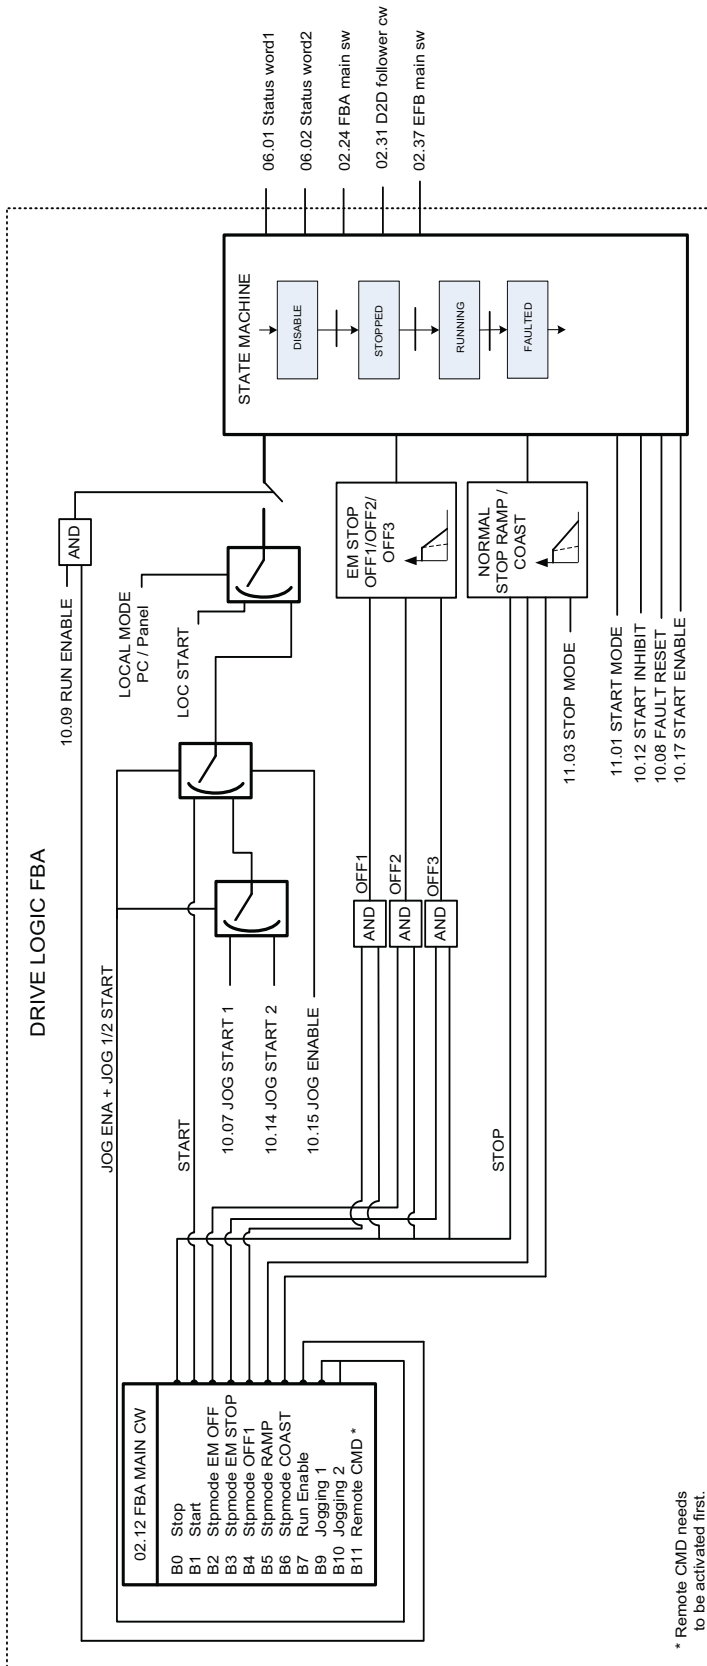 DRIVE LOGIC FBA
02.12 FBA MAIN CW
B0 Stop
B1 Start
B2 Stpmode EM OFF
B3 Stpmode EM STOP
B4 Stpmode OFF1
B5 Stpmode RAMP
B6 Stpmode COAST
B7 Run Enable
B9 Jogging 1
B10 Jogging 2
B11 Remote CMD *
JOG ENA + JOG 1/2 START
START
10.07 JOG START 1
10.14 JOG START 2
10.15 JOG ENABLE
10.09 RUN ENABLE
AND
LOCAL MODE
PC / Panel
LOC START
AND
OFF1
AND
OFF2
AND
OFF3
STOP
EM STOP
OFF1/OFF2/
OFF3
NORMAL
STOP RAMP /
COAST
11.03 STOP MODE
11.01 START MODE
10.12 START INHIBIT
10.08 FAULT RESET
10.17 START ENABLE
STATE MACHINE
DISABLE
STOPPED
RUNNING
FAULTED
06.01 Status word1
06.02 Status word2
02.24 FBA main sw
02.31 D2D follower cw
02.37 EFB main sw
* Remote CMD needs
to be activated first.